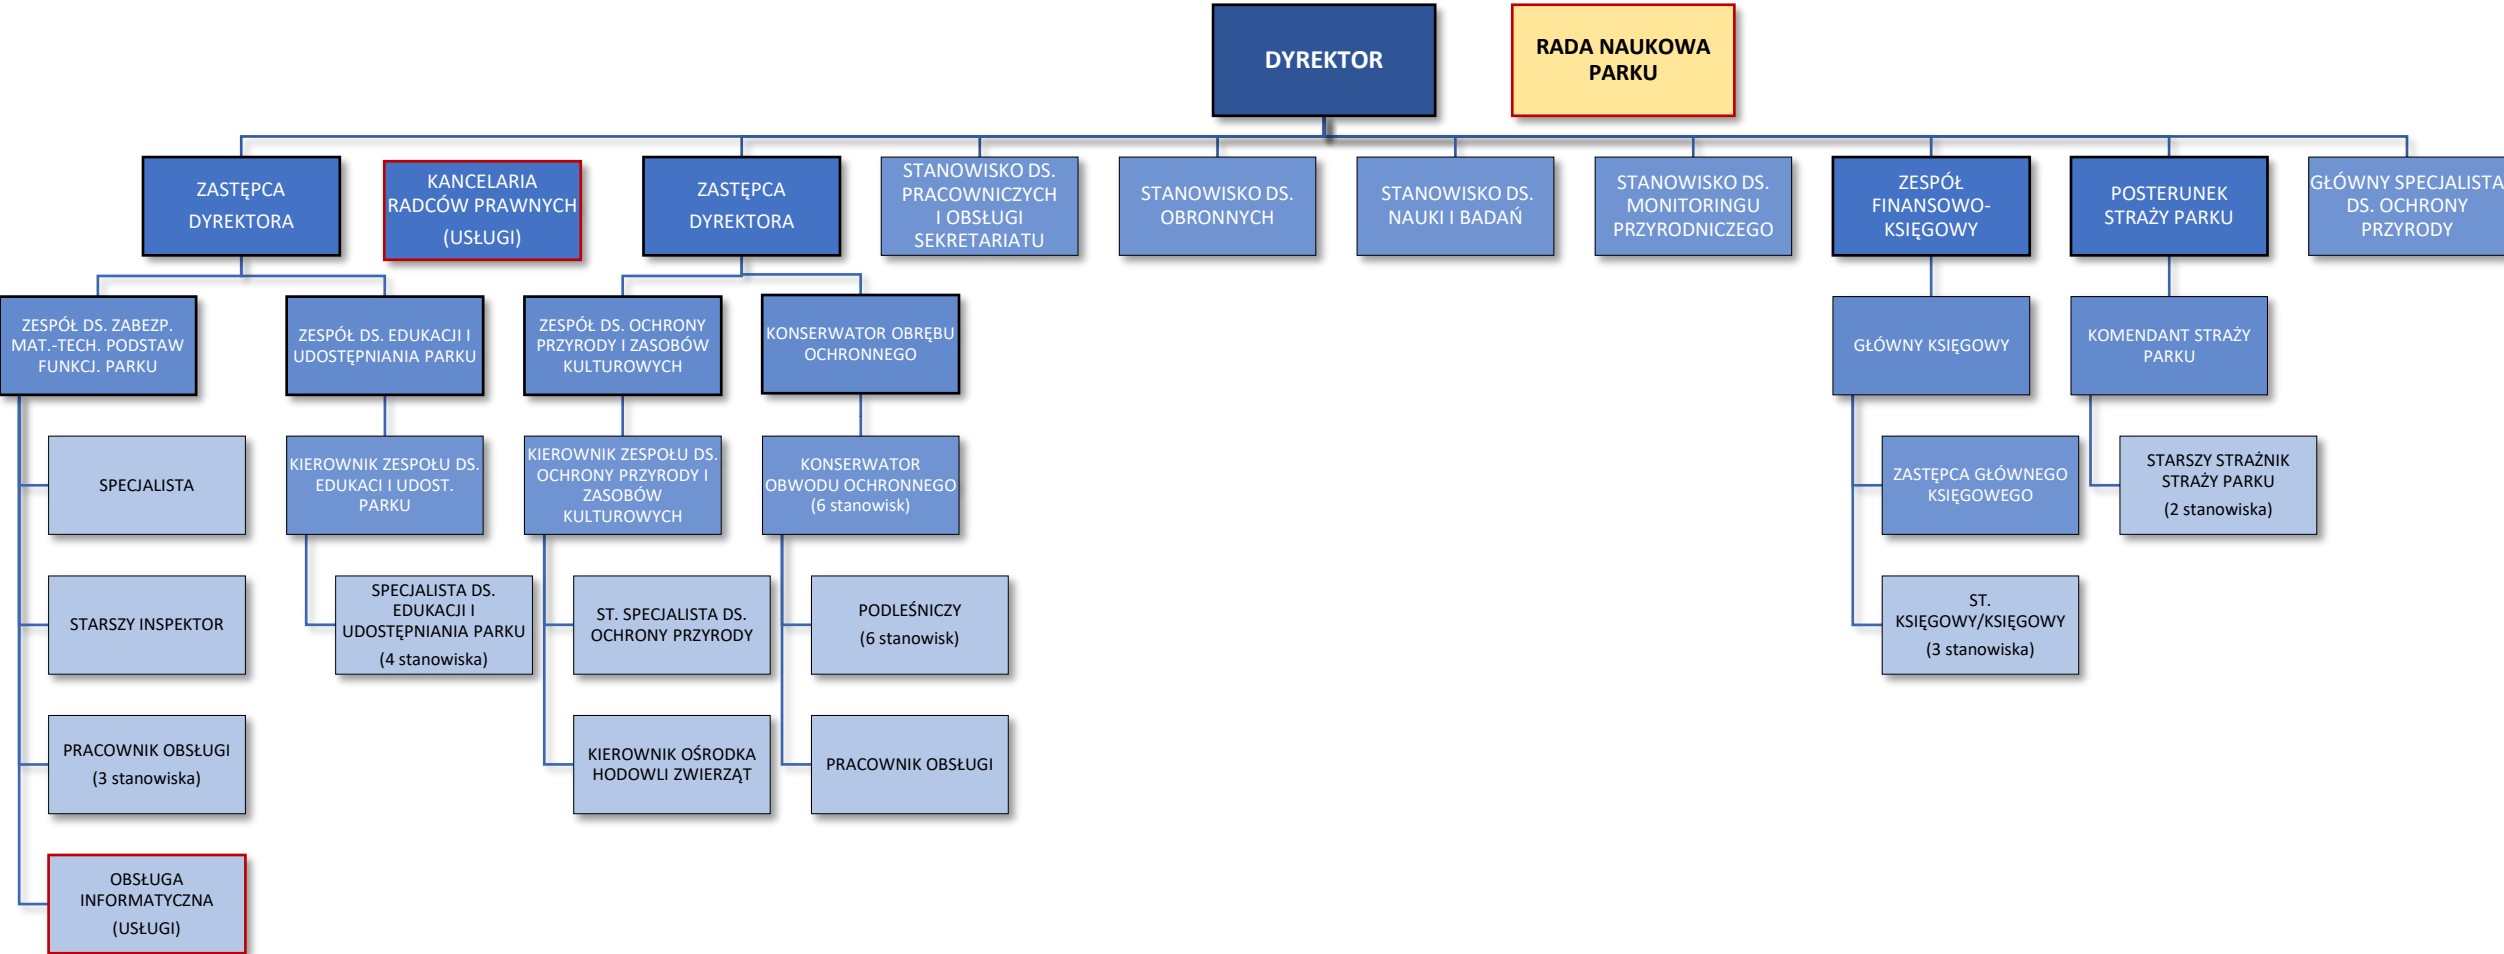 DYREKTOR
RADA NAUKOWA
PARKU
ZASTĘPCA
DYREKTORA
KANCELARIA
RADCÓW PRAWNYCH
(USŁUGI)
ZASTĘPCA
DYREKTORA
STANOWISKO DS.
PRACOWNICZYCH
I OBSŁUGI
SEKRETARIATU
STANOWISKO DS.
OBRONNYCH
STANOWISKO DS.
NAUKI I BADAŃ
STANOWISKO DS.
MONITORINGU
PRZYRODNICZEGO
ZESPÓŁ
FINANSOWO-
KSIĘGOWY
POSTERUNEK
STRAŻY PARKU
GŁÓWNY SPECJALISTA
DS. OCHRONY
PRZYRODY
ZESPÓŁ DS. ZABEZP.
MAT.-TECH. PODSTAW
FUNKCJ. PARKU
ZESPÓŁ DS. EDUKACJI I
UDOSTĘPNIANIA PARKU
ZESPÓŁ DS. OCHRONY
PRZYRODY I ZASOBÓW
KULTUROWYCH
KONSERWATOR OBRĘBU
OCHRONNEGO
GŁÓWNY KSIĘGOWY
KOMENDANT STRAŻY
PARKU
SPECJALISTA
KIEROWNIK ZESPOŁU DS.
EDUKACI I UDOST.
PARKU
KIEROWNIK ZESPOŁU DS.
OCHRONY PRZYRODY I
ZASOBÓW
KULTUROWYCH
KONSERWATOR
OBWODU OCHRONNEGO
(6 stanowisk)
ZASTĘPCA GŁÓWNEGO
KSIĘGOWEGO
STARSZY STRAŻNIK
STRAŻY PARKU
(2 stanowiska)
STARSZY INSPEKTOR
SPECJALISTA DS.
EDUKACJI I
UDOSTĘPNIANIA PARKU
(4 stanowiska)
ST. SPECJALISTA DS.
OCHRONY PRZYRODY
PODLEŚNICZY
(6 stanowisk)
ST.
KSIĘGOWY/KSIĘGOWY
(3 stanowiska)
PRACOWNIK OBSŁUGI
(3 stanowiska)
KIEROWNIK OŚRODKA
HODOWLI ZWIERZĄT
PRACOWNIK OBSŁUGI
OBSŁUGA
INFORMATYCZNA
(USŁUGI)